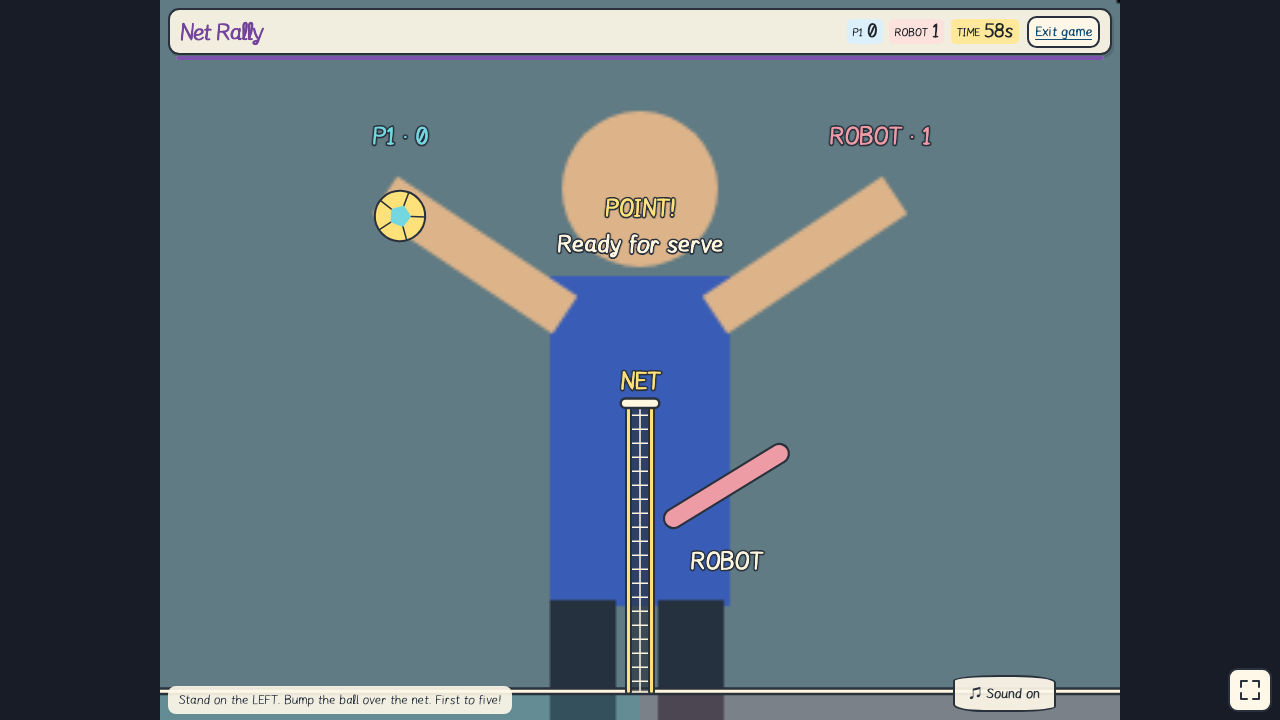 Net Rally
P1 0
ROBOT 1
TIME 58s
Exit game
P1 · 0
ROBOT · 1
POINT!
Ready for serve
NET
ROBOT
Stand on the LEFT. Bump the ball over the net. First to five!
♫ Sound on